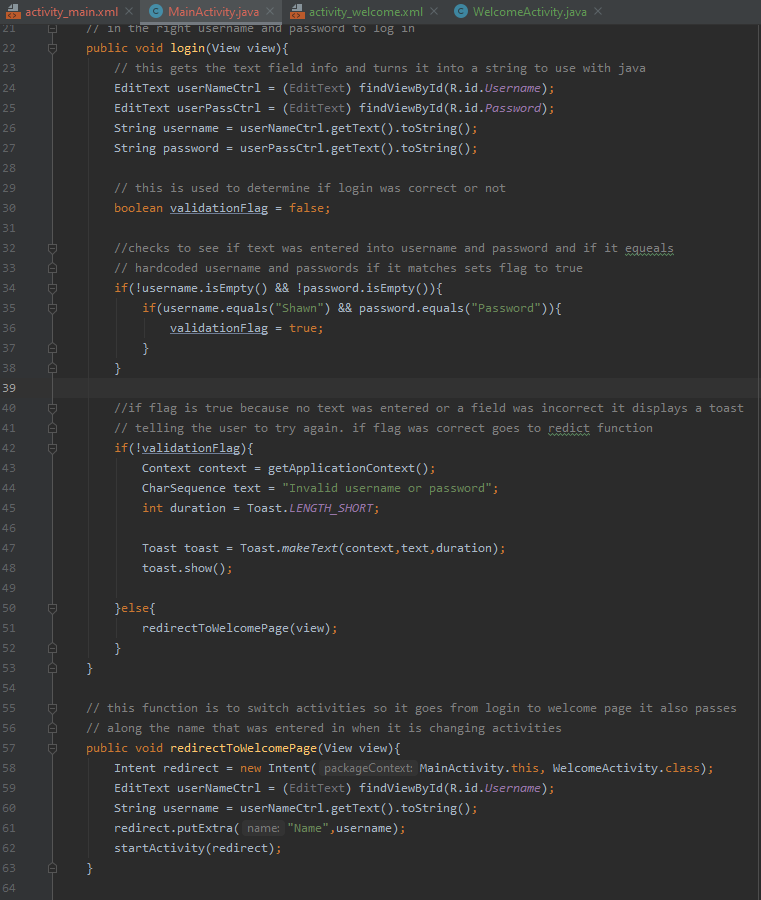 activity_main.xml × MainActivity.java × activity_welcome.xml × WelcomeActivity.java ×
21 // in the right username and password to log in
22 public void login(View view){
23 // this gets the text field info and turns it into a string to use with java
24 EditText userNameCtrl = (EditText) findViewById(R.id.Username);
25 EditText userPassCtrl = (EditText) findViewById(R.id.Password);
26 String username = userNameCtrl.getText().toString();
27 String password = userPassCtrl.getText().toString();
28
29 // this is used to determine if login was correct or not
30 boolean validationFlag = false;
31
32 //checks to see if text was entered into username and password and if it equeals
33 // hardcoded username and passwords if it matches sets flag to true
34 if(!username.isEmpty() && !password.isEmpty()){
35 if(username.equals("Shawn") && password.equals("Password")){
36 validationFlag = true;
37 }
38 }
39
40 //if flag is true because no text was entered or a field was incorrect it displays a toast
41 // telling the user to try again. if flag was correct goes to redict function
42 if(!validationFlag){
43 Context context = getApplicationContext();
44 CharSequence text = "Invalid username or password";
45 int duration = Toast.LENGTH_SHORT;
46
47 Toast toast = Toast.makeText(context,text,duration);
48 toast.show();
49
50 }else{
51 redirectToWelcomePage(view);
52 }
53 }
54
55 // this function is to switch activities so it goes from login to welcome page it also passes
56 // along the name that was entered in when it is changing activities
57 public void redirectToWelcomePage(View view){
58 Intent redirect = new Intent( packageContext: MainActivity.this, WelcomeActivity.class);
59 EditText userNameCtrl = (EditText) findViewById(R.id.Username);
60 String username = userNameCtrl.getText().toString();
61 redirect.putExtra( name: "Name",username);
62 startActivity(redirect);
63 }
64